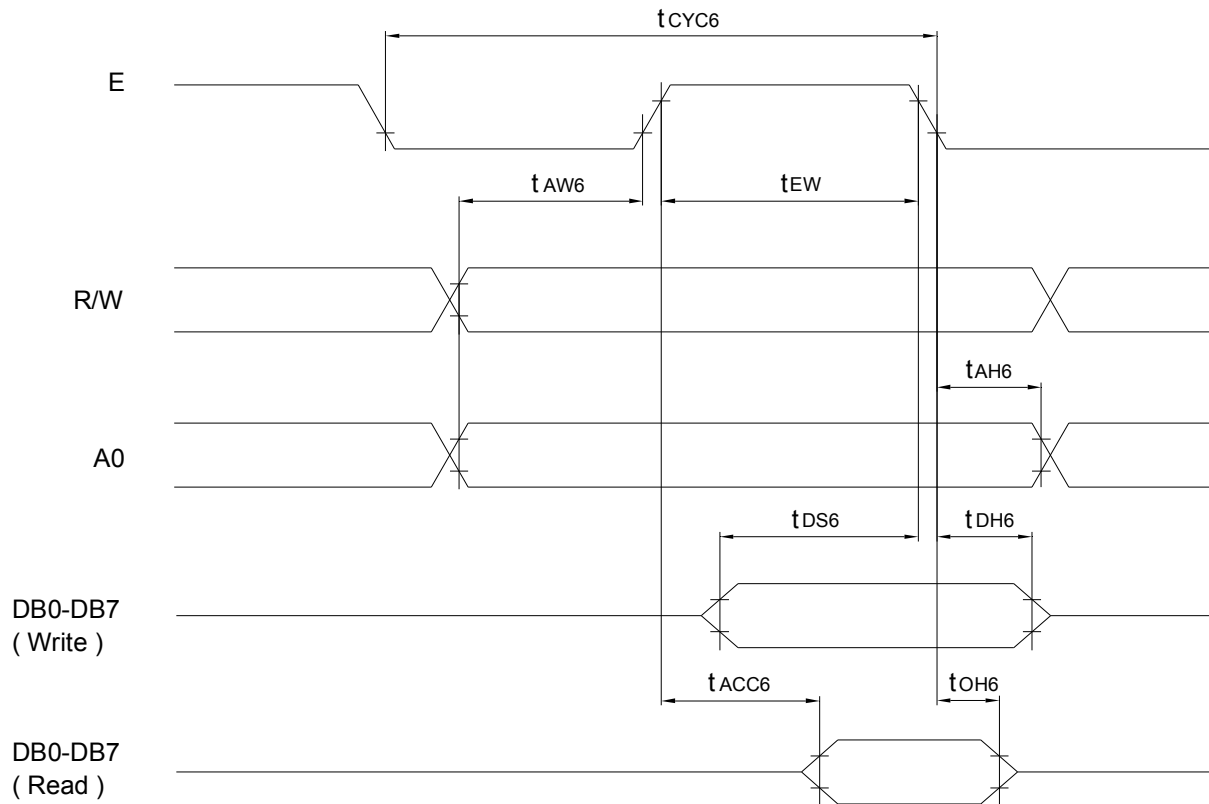 tCYC6
E
tAW6
tEW
R/W
tAH6
A0
tDS6
tDH6
DB0-DB7
( Write )
tACC6
tOH6
DB0-DB7
( Read )